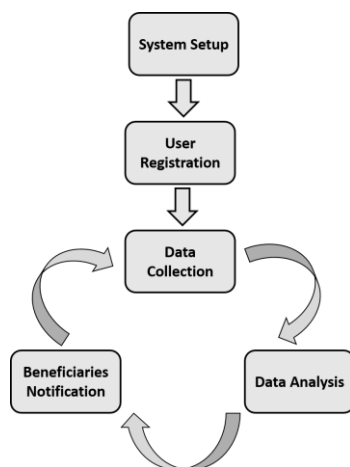 System Setup
User
Registration
Data
Collection
Beneficiaries
Notification
Data Analysis